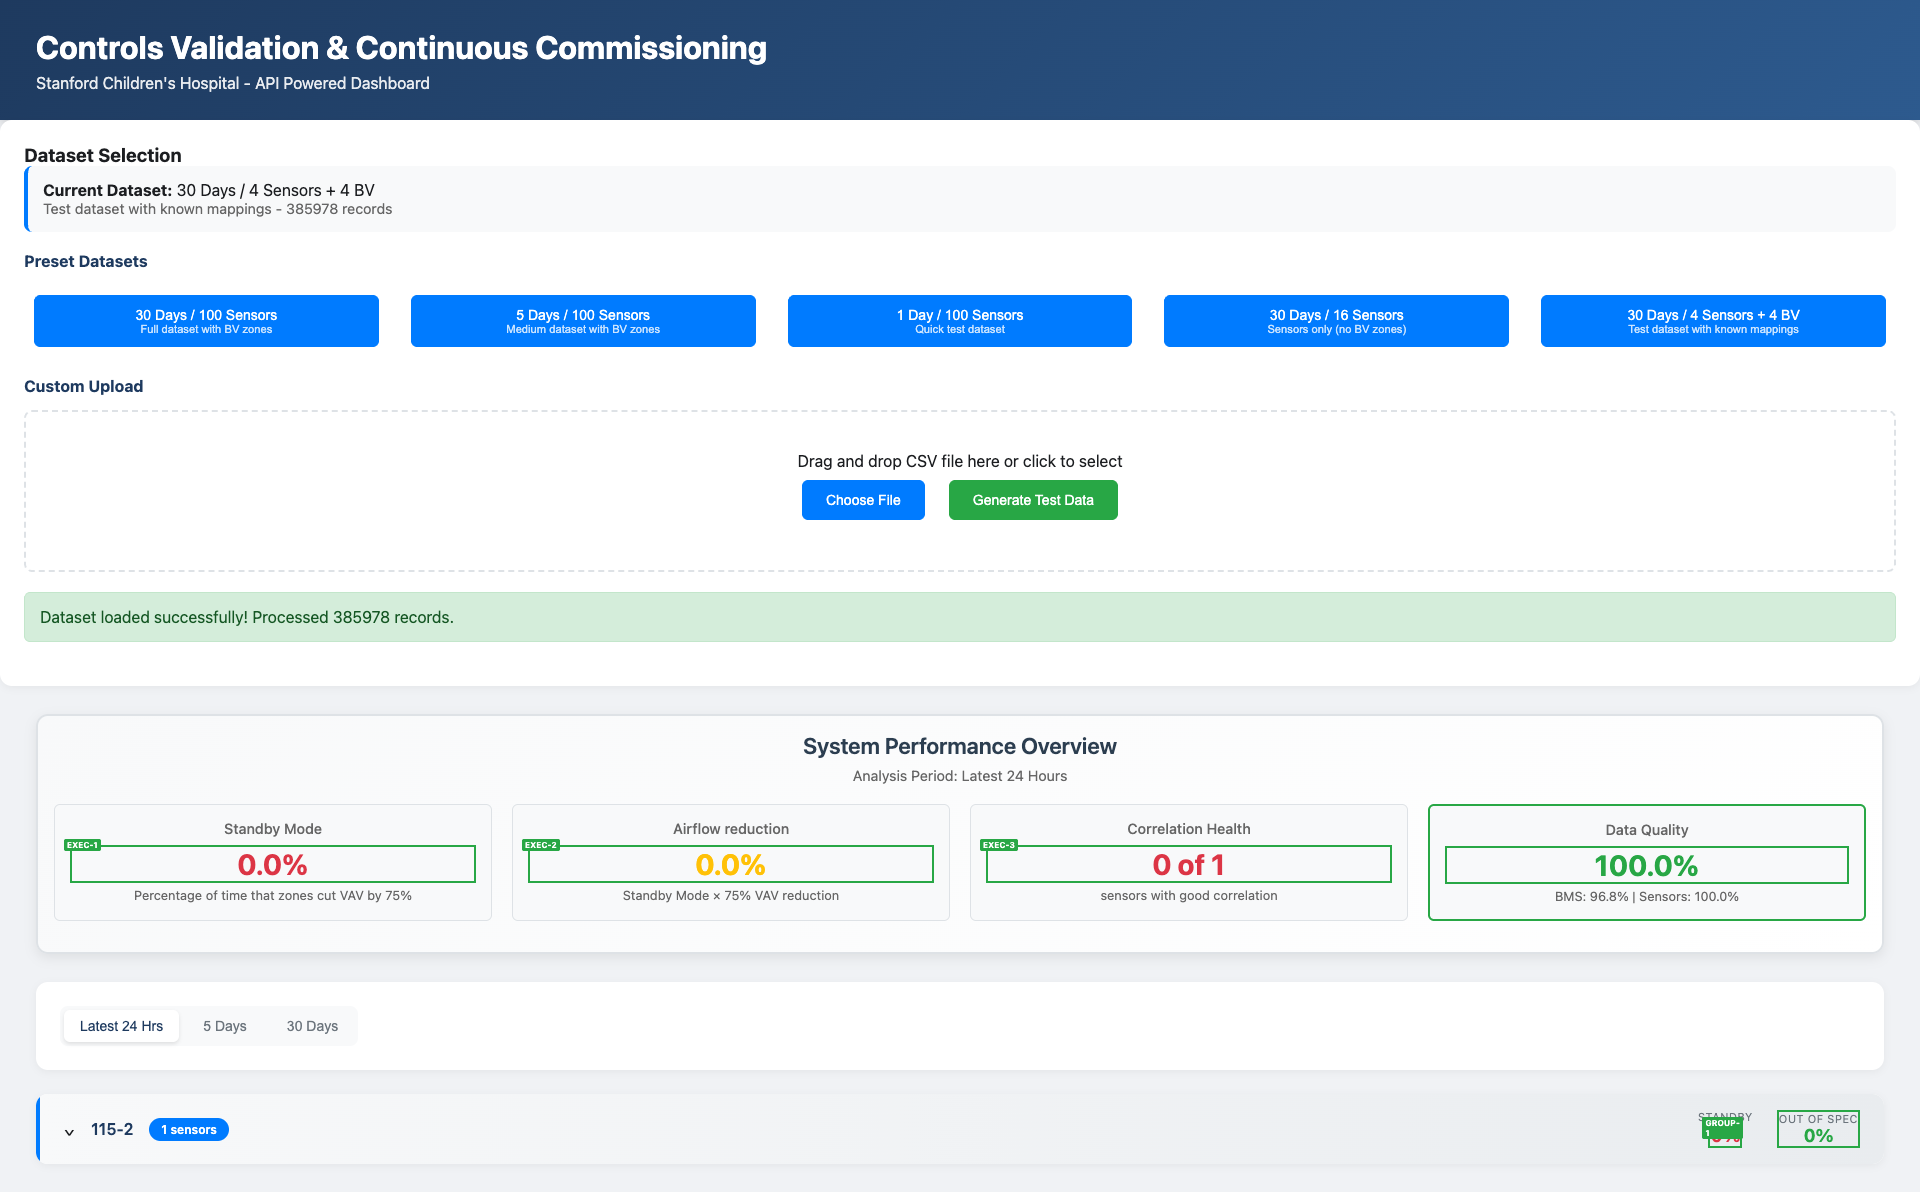 Controls Validation & Continuous Commissioning
Stanford Children's Hospital - API Powered Dashboard
Dataset Selection
Current Dataset: 30 Days / 4 Sensors + 4 BV
Test dataset with known mappings - 385978 records
Preset Datasets
30 Days / 100 Sensors
Full dataset with BV zones
5 Days / 100 Sensors
Medium dataset with BV zones
1 Day / 100 Sensors
Quick test dataset
30 Days / 16 Sensors
Sensors only (no BV zones)
30 Days / 4 Sensors + 4 BV
Test dataset with known mappings
Custom Upload
Drag and drop CSV file here or click to select
Choose File
Generate Test Data
Dataset loaded successfully! Processed 385978 records.
System Performance Overview
Analysis Period: Latest 24 Hours
Standby Mode
EXEC-1
0.0%
Percentage of time that zones cut VAV by 75%
Airflow reduction
EXEC-2
0.0%
Standby Mode × 75% VAV reduction
Correlation Health
EXEC-3
0 of 1
sensors with good correlation
Data Quality
100.0%
BMS: 96.8% | Sensors: 100.0%
Latest 24 Hrs
5 Days
30 Days
115-2
1 sensors
STANDBY
GROUP-
1
OUT OF SPEC
0%